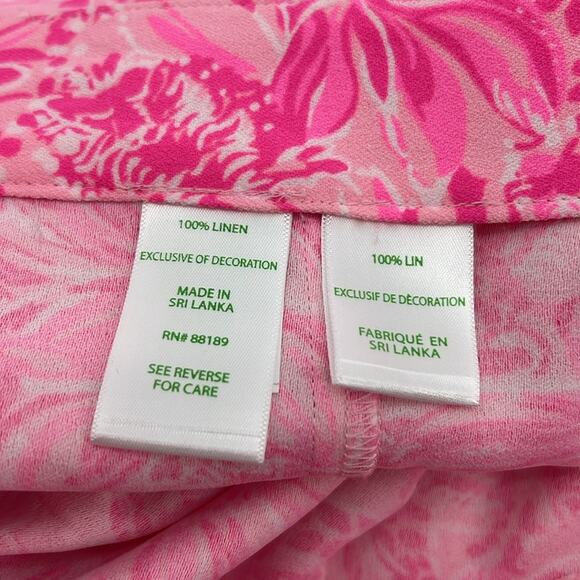 100% LINEN
EXCLUSIVE OF DECORATION
MADE IN
SRI LANKA
RN# 88189
SEE REVERSE
FOR CARE
100% LIN
EXCLUSIF DE DÈCORATION
FABRIQUÉ EN
SRI LANKA